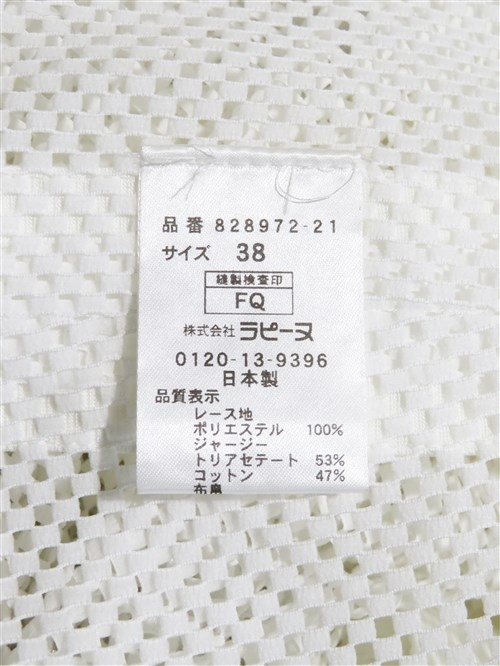 品番 828972-21
サイズ 38
縫製検査印
FQ
株式会社 ラピーヌ
0120-13-9396
日本製
品質表示
レース地
ポリエステル 100%
ジャージー
トリアセテート 53%
コットン 47%